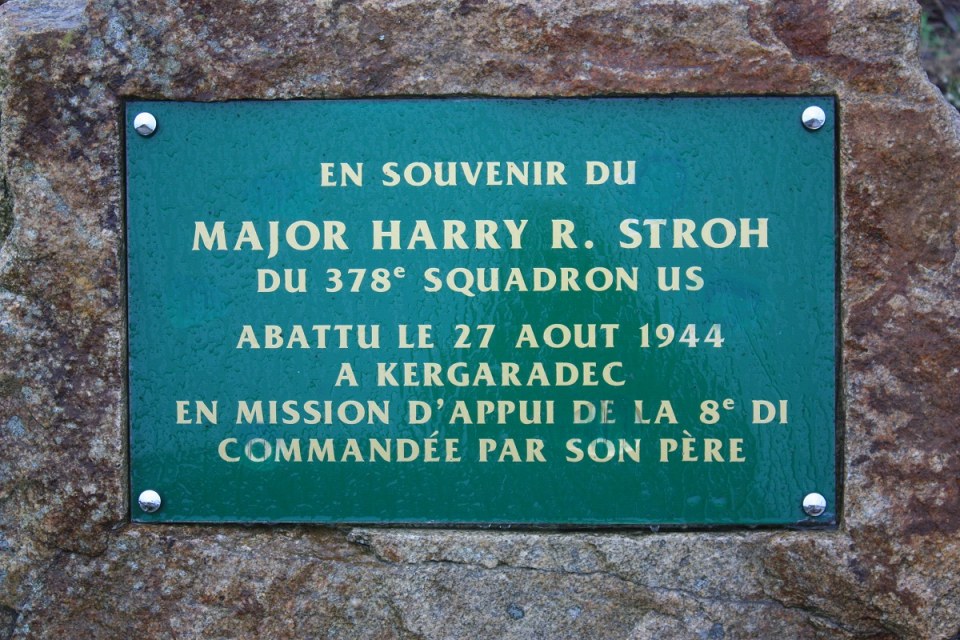 EN SOUVENIR DU
MAJOR HARRY R. STROH
DU 378e SQUADRON US
ABATTU LE 27 AOUT 1944
A KERGARADEC
EN MISSION D'APPUI DE LA 8e DI
COMMANDÉE PAR SON PÈRE